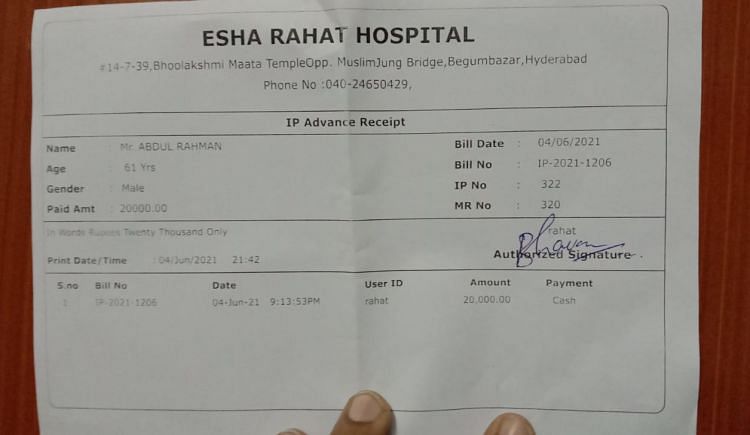 ESHA RAHAT HOSPITAL
#14-7-39,Bhoolakshmi Maata TempleOpp. MuslimJung Bridge,Begumbazar,Hyderabad
Phone No :040-24650429,
IP Advance Receipt
Name : Mr. ABDUL RAHMAN Bill Date : 04/06/2021
Age : 61 Yrs Bill No : IP-2021-1206
Gender : Male IP No : 322
Paid Amt : 20000.00 MR No : 320
In Words Rupees Twenty Thousand Only rahat
Authorized Signature
Print Date/Time : 04/Jun/2021 21:42
S.no Bill No Date User ID Amount Payment
1 IP-2021-1206 04-Jun-21 9:13:53PM rahat 20,000.00 Cash